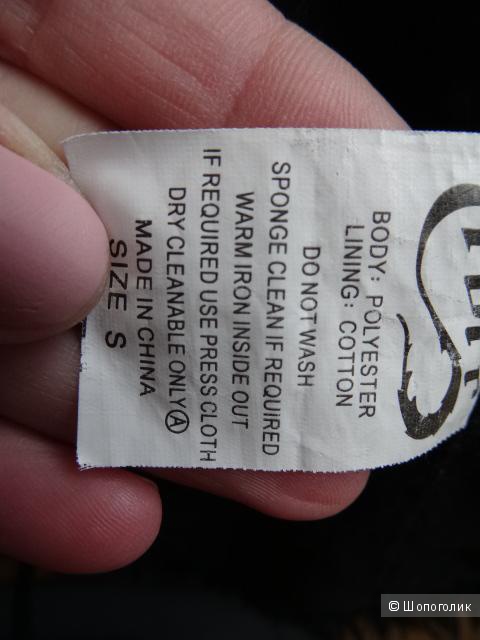 BODY: POLYESTER
LINING: COTTON
DO NOT WASH
SPONGE CLEAN IF REQUIRED
WARM IRON INSIDE OUT
IF REQUIRED USE PRESS CLOTH
DRY CLEANABLE ONLY Ⓐ
MADE IN CHINA
SIZE S
© Шопоголик